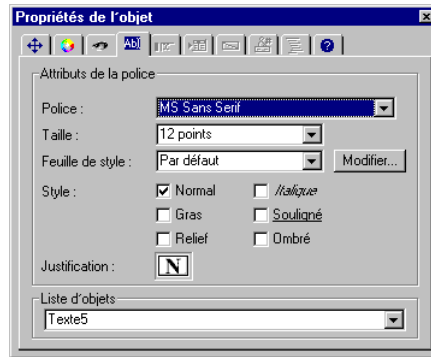 Propriétés de l'objet
Abl
Attributs de la police
Police : MS Sans Serif
Taille : 12 points
Feuille de style : Par défaut Modifier...
Style : Normal Italique
Gras Souligné
Relief Ombré
Justification : N
Liste d'objets
Texte5